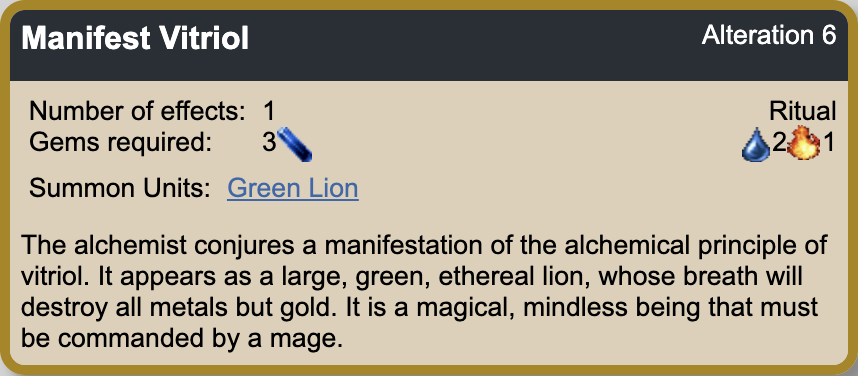 Manifest Vitriol Alteration 6
Number of effects: 1 Ritual
Gems required: 3 2 1
Summon Units: Green Lion
The alchemist conjures a manifestation of the alchemical principle of
vitriol. It appears as a large, green, ethereal lion, whose breath will
destroy all metals but gold. It is a magical, mindless being that must
be commanded by a mage.